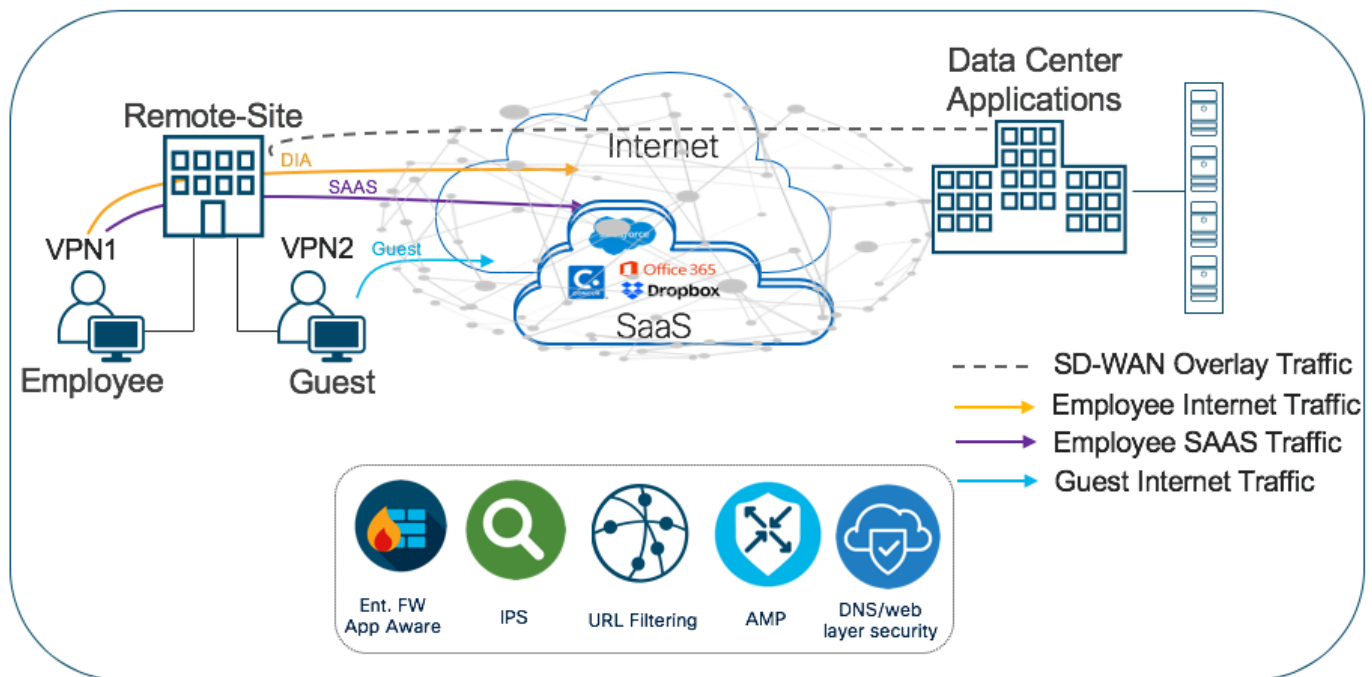 Data Center
Applications
Remote-Site
Internet
DIA
SAAS
VPN1
VPN2
Guest
Office 365
Dropbox
SaaS
Employee
Guest
SD-WAN Overlay Traffic
Employee Internet Traffic
Employee SAAS Traffic
Guest Internet Traffic
Ent. FW
App Aware
IPS
URL Filtering
AMP
DNS/web
layer security